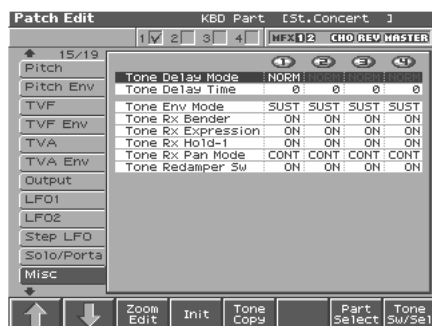 Patch Edit KBD Part [St.Concert ]
1 2 3 4 MFX 1 2 CHO REV MASTER
15/19
1 2 3 4
Pitch
Pitch Env
TVF
TVF Env
TVA
TVA Env
Output
LFO1
LFO2
Step LFO
Solo/Porta
Misc
Tone Delay Mode NORM NORM NORM NORM
Tone Delay Time 0 0 0 0
Tone Env Mode SUST SUST SUST SUST
Tone Rx Bender ON ON ON ON
Tone Rx Expression ON ON ON ON
Tone Rx Hold-1 ON ON ON ON
Tone Rx Pan Mode CONT CONT CONT CONT
Tone Redamper Sw ON ON ON ON
Zoom Edit
Init
Tone Copy
Part Select
Tone Sw/Sel